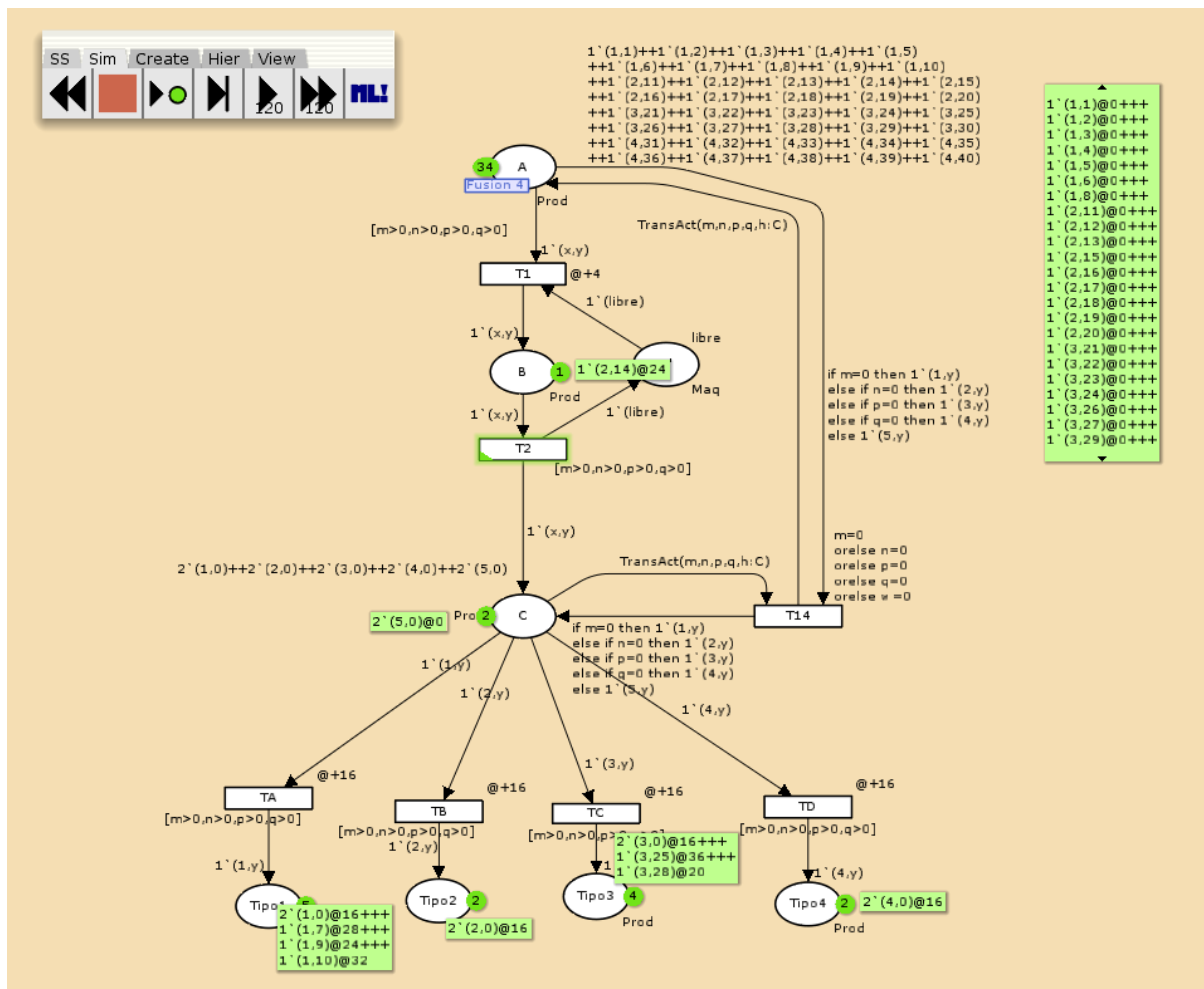 SS Sim Create Hier View
120 120 ML!
1`(1,1)++1`(1,2)++1`(1,3)++1`(1,4)++1`(1,5)
++1`(1,6)++1`(1,7)++1`(1,8)++1`(1,9)++1`(1,10)
++1`(2,11)++1`(2,12)++1`(2,13)++1`(2,14)++1`(2,15)
++1`(2,16)++1`(2,17)++1`(2,18)++1`(2,19)++1`(2,20)
++1`(3,21)++1`(3,22)++1`(3,23)++1`(3,24)++1`(3,25)
++1`(3,26)++1`(3,27)++1`(3,28)++1`(3,29)++1`(3,30)
++1`(4,31)++1`(4,32)++1`(4,33)++1`(4,34)++1`(4,35)
++1`(4,36)++1`(4,37)++1`(4,38)++1`(4,39)++1`(4,40)
1`(1,1)@0+++
1`(1,2)@0+++
1`(1,3)@0+++
1`(1,4)@0+++
1`(1,5)@0+++
1`(1,6)@0+++
1`(1,8)@0+++
1`(2,11)@0+++
1`(2,12)@0+++
1`(2,13)@0+++
1`(2,15)@0+++
1`(2,16)@0+++
1`(2,17)@0+++
1`(2,18)@0+++
1`(2,19)@0+++
1`(2,20)@0+++
1`(3,21)@0+++
1`(3,22)@0+++
1`(3,23)@0+++
1`(3,24)@0+++
1`(3,26)@0+++
1`(3,27)@0+++
1`(3,29)@0+++
34 A
Fusion 4
Prod
[m>0,n>0,p>0,q>0]
TransAct(m,n,p,q,h:C)
1`(x,y)
T1 @+4
1`(libre)
1`(x,y)
libre
B 1 1`(2,14)@24
Prod
Maq
1`(x,y)
1`(libre)
if m=0 then 1`(1,y)
else if n=0 then 1`(2,y)
else if p=0 then 1`(3,y)
else if q=0 then 1`(4,y)
else 1`(5,y)
T2
[m>0,n>0,p>0,q>0]
1`(x,y)
m=0
orelse n=0
orelse p=0
orelse q=0
orelse w =0
2`(1,0)++2`(2,0)++2`(3,0)++2`(4,0)++2`(5,0)
TransAct(m,n,p,q,h:C)
2`(5,0)@0 2 C
T14
if m=0 then 1`(1,y)
else if n=0 then 1`(2,y)
else if p=0 then 1`(3,y)
else if q=0 then 1`(4,y)
else 1`(5,y)
1`(1,y)
1`(2,y)
1`(4,y)
1`(3,y)
@+16
@+16
@+16
@+16
TA
TB
TC
TD
[m>0,n>0,p>0,q>0]
[m>0,n>0,p>0,q>0]
[m>0,n>0,
[m>0,n>0,p>0,q>0]
1`(2,y)
2`(3,0)@16+++
1`(3,25)@36+++
1`(3,28)@20
1`(1,y)
1`(4,y)
Tipo2 2
Tipo3 4
Tipo4 2 2`(4,0)@16
2`(1,0)@16+++
1`(1,7)@28+++
1`(1,9)@24+++
1`(1,10)@32
2`(2,0)@16
Prod
Prod